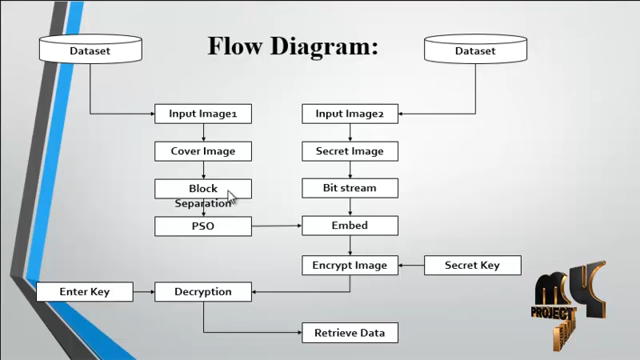 Flow Diagram:
Dataset
Dataset
Input Image1
Input Image2
Cover Image
Secret Image
Block
Separation
Bit stream
PSO
Embed
Encrypt Image
Secret Key
Enter Key
Decryption
Retrieve Data
MY
PROJECT